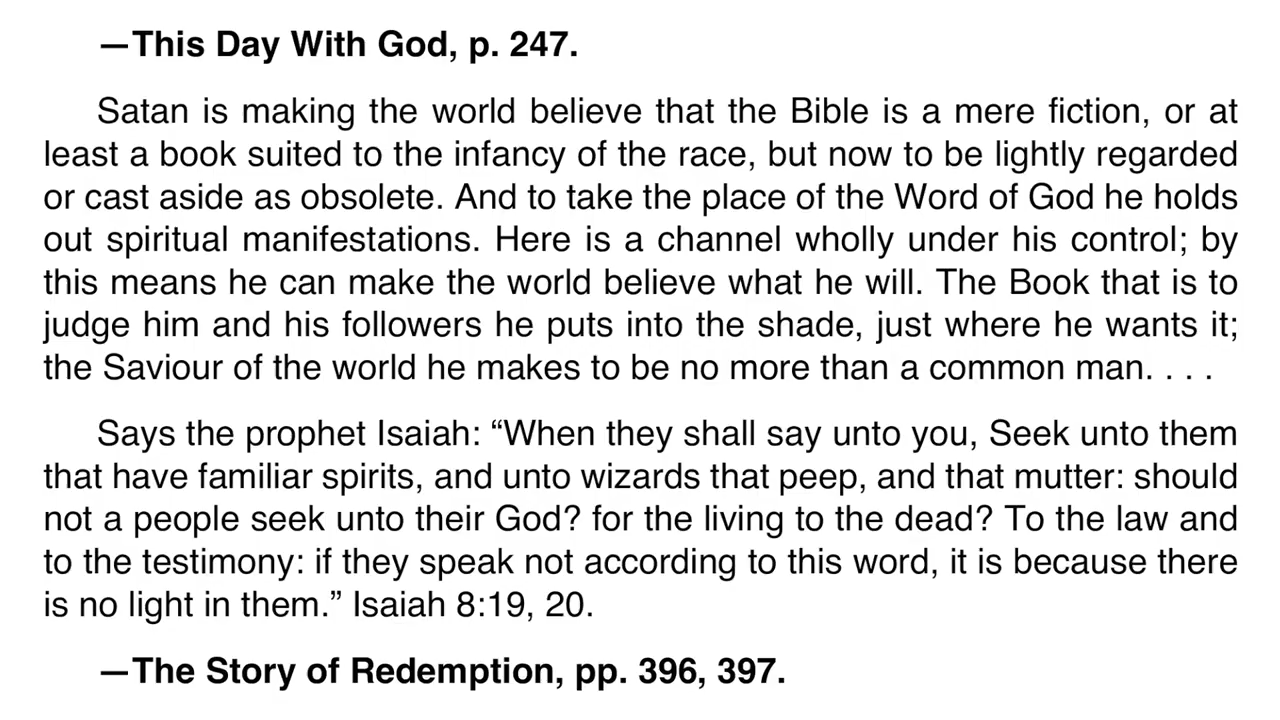 —This Day With God, p. 247.
Satan is making the world believe that the Bible is a mere fiction, or at
least a book suited to the infancy of the race, but now to be lightly regarded
or cast aside as obsolete. And to take the place of the Word of God he holds
out spiritual manifestations. Here is a channel wholly under his control; by
this means he can make the world believe what he will. The Book that is to
judge him and his followers he puts into the shade, just where he wants it;
the Saviour of the world he makes to be no more than a common man. . . .
Says the prophet Isaiah: “When they shall say unto you, Seek unto them
that have familiar spirits, and unto wizards that peep, and that mutter: should
not a people seek unto their God? for the living to the dead? To the law and
to the testimony: if they speak not according to this word, it is because there
is no light in them.” Isaiah 8:19, 20.
—The Story of Redemption, pp. 396, 397.